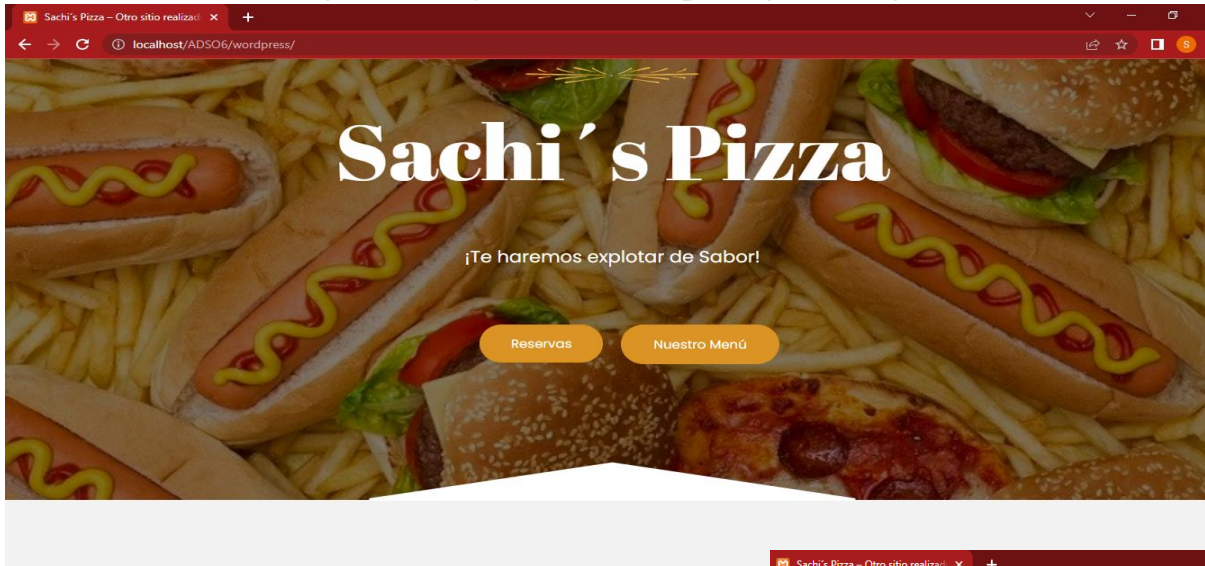 Sachi´s Pizza – Otro sitio realizad
localhost/ADSO6/wordpress/
S
Sachi´s Pizza
¡Te haremos explotar de Sabor!
Reservas
Nuestro Menú
Sachi´s Pizza – Otro sitio realizad